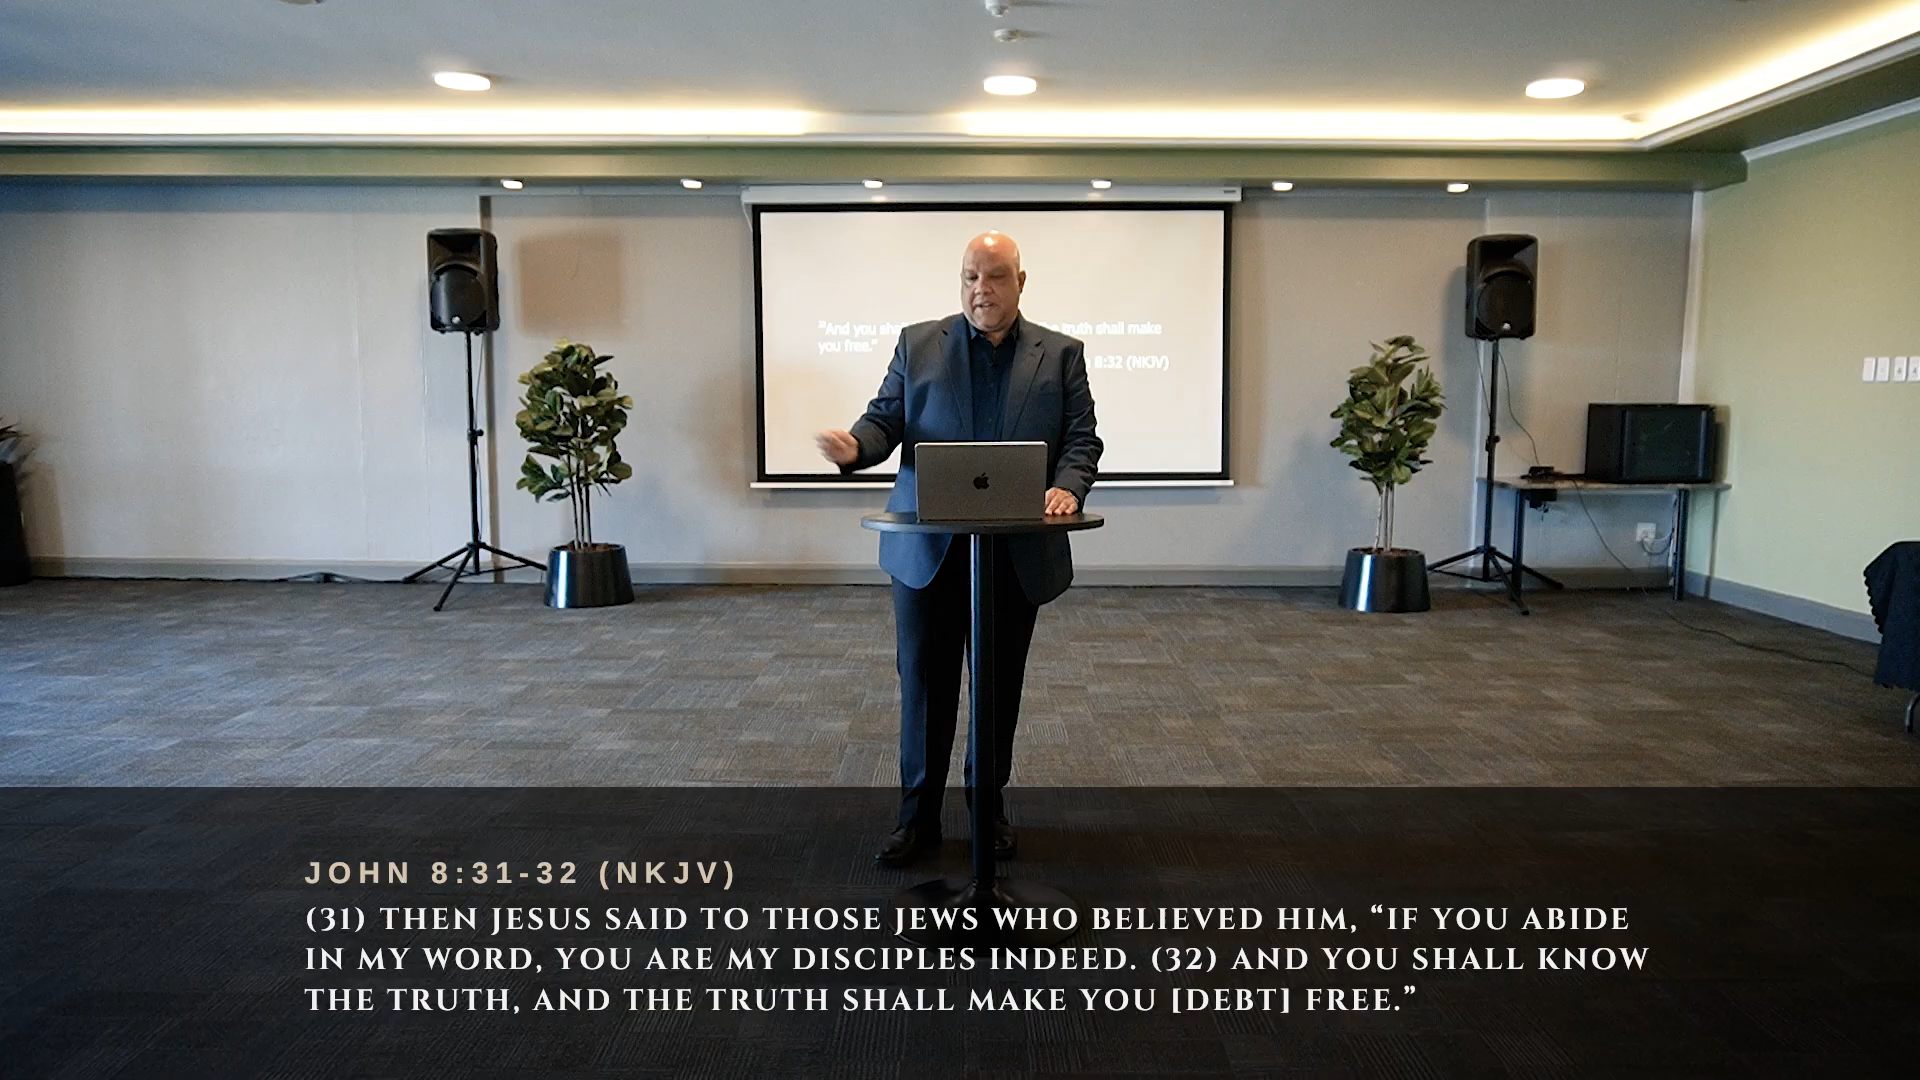 "And you sha truth shall make
you free."
8:32 (NKJV)
JOHN 8:31-32 (NKJV)
(31) THEN JESUS SAID TO THOSE JEWS WHO BELIEVED HIM, “IF YOU ABIDE
IN MY WORD, YOU ARE MY DISCIPLES INDEED. (32) AND YOU SHALL KNOW
THE TRUTH, AND THE TRUTH SHALL MAKE YOU [DEBT] FREE.”